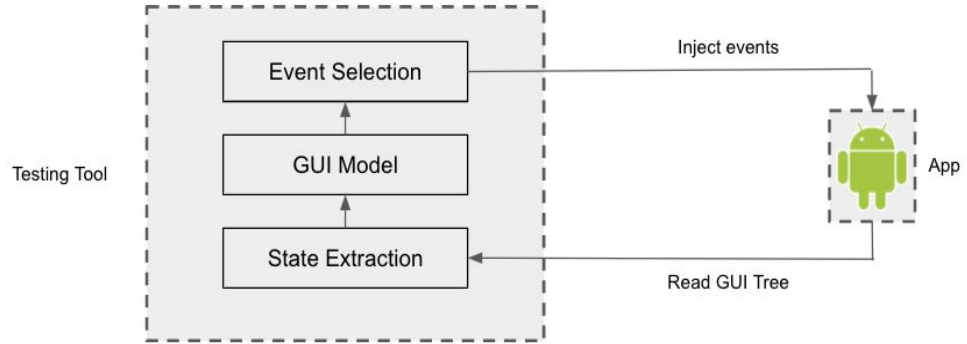 Event Selection
Inject events
GUI Model
Testing Tool
App
State Extraction
Read GUI Tree